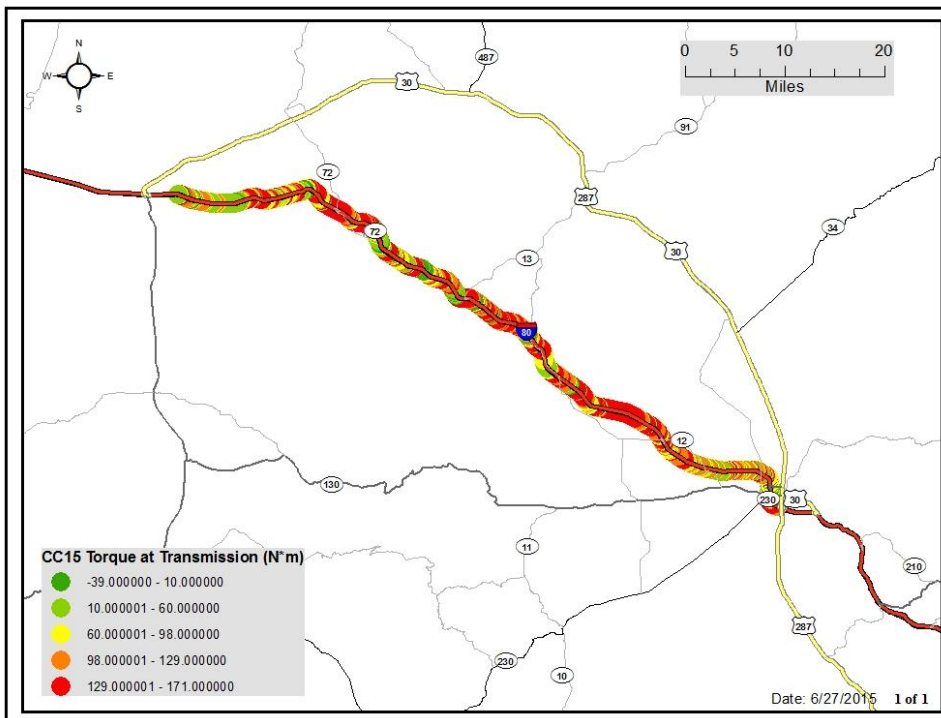 N
W E
S
0 5 10 20
Miles
487
30
91
72
287
34
72
30
13
80
12
230
30
130
11
210
287
230
10
CC15 Torque at Transmission (N*m)
-39.000000 - 10.000000
10.000001 - 60.000000
60.000001 - 98.000000
98.000001 - 129.000000
129.000001 - 171.000000
Date: 6/27/2015 1 of 1